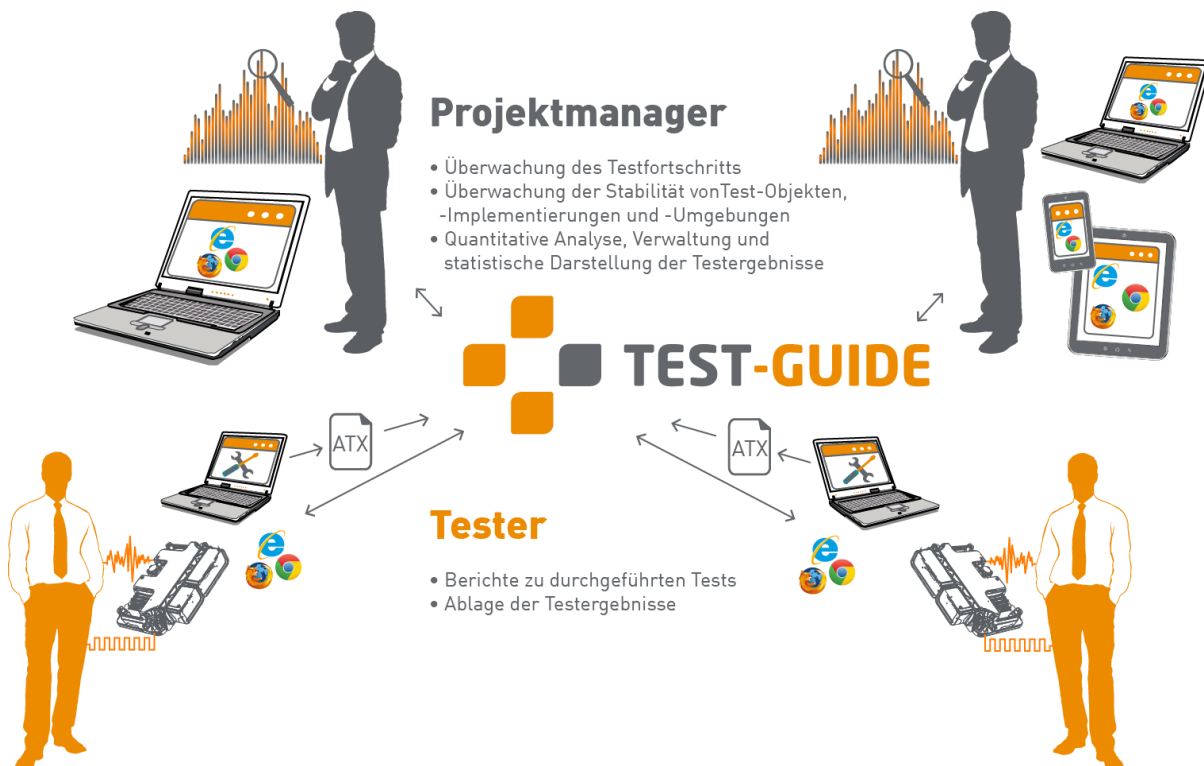 Projektmanager
• Überwachung des Testfortschritts
• Überwachung der Stabilität vonTest-Objekten,
-Implementierungen und -Umgebungen
• Quantitative Analyse, Verwaltung und
statistische Darstellung der Testergebnisse
TEST-GUIDE
ATX
ATX
Tester
• Berichte zu durchgeführten Tests
• Ablage der Testergebnisse